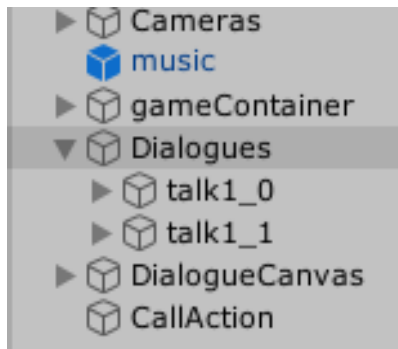 Cameras
music
gameContainer
Dialogues
talk1_0
talk1_1
DialogueCanvas
CallAction